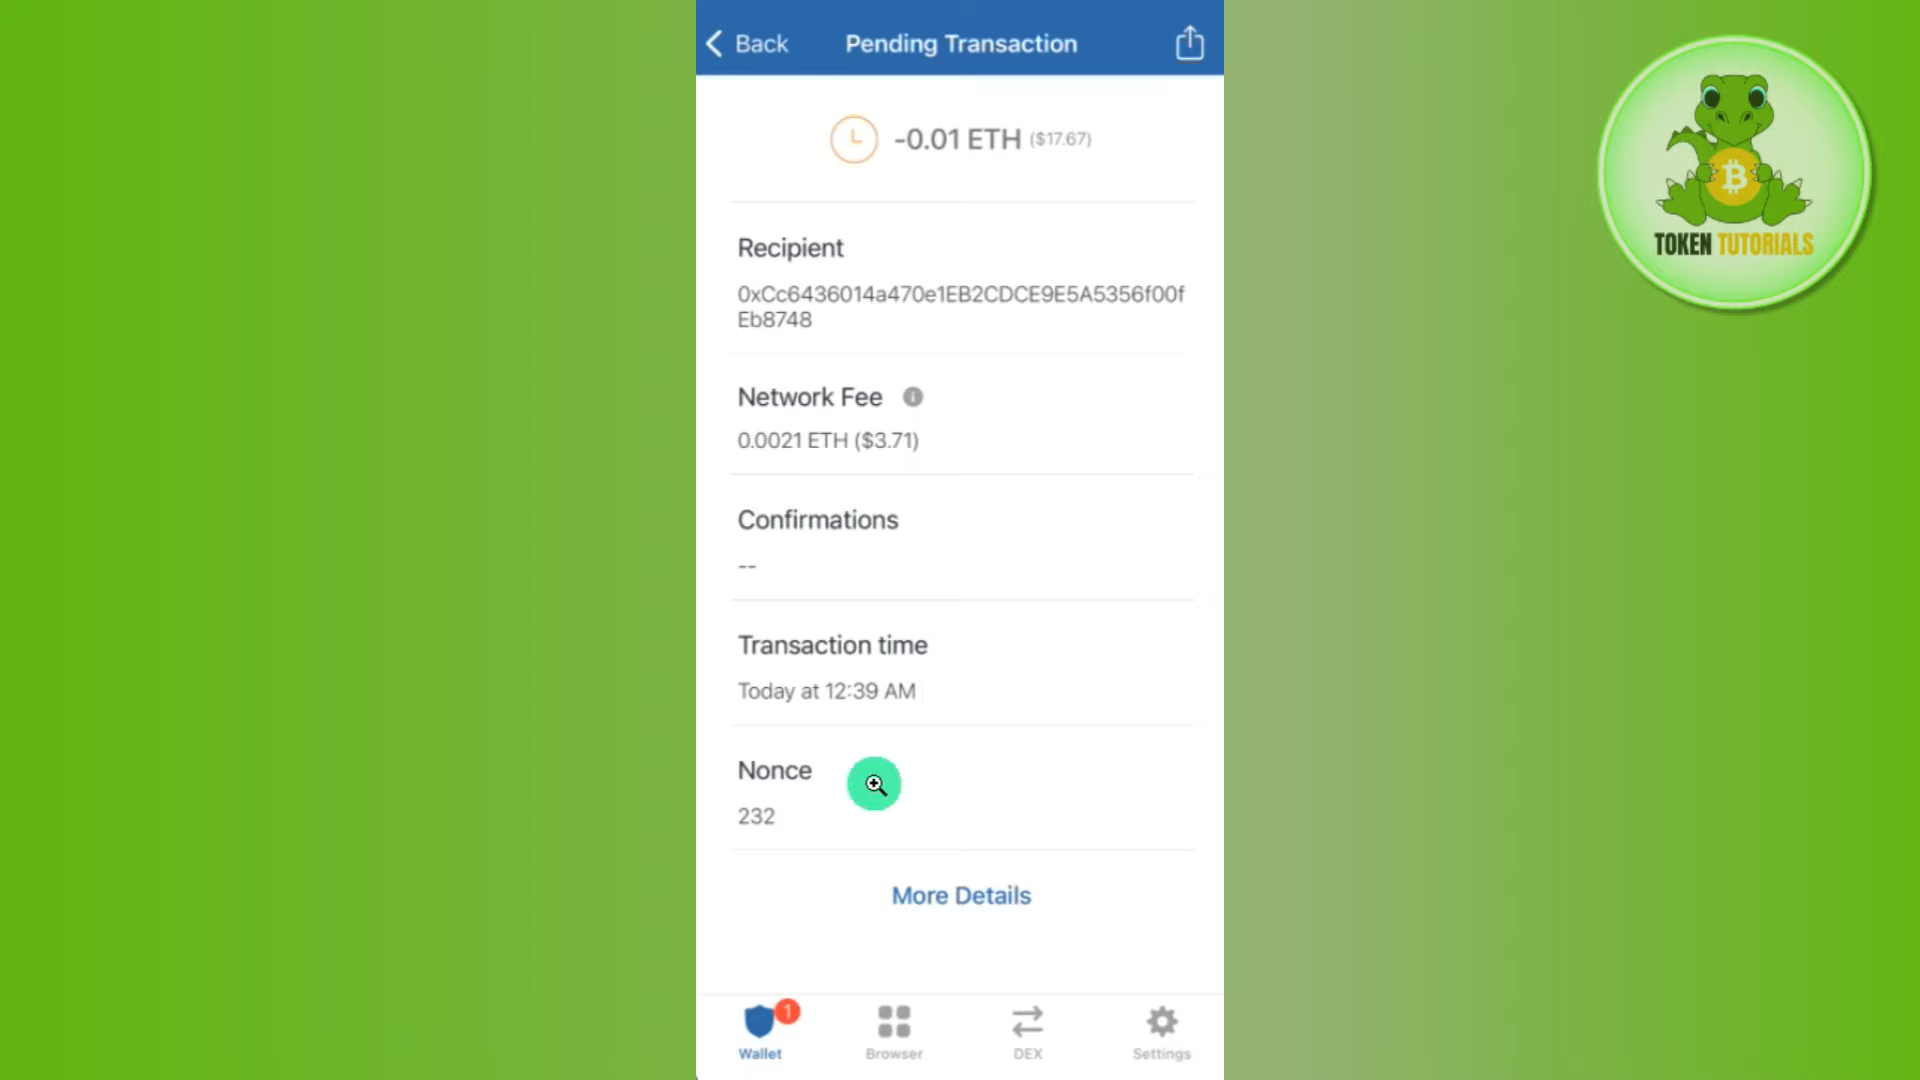 Back
Pending Transaction
-0.01 ETH ($17.67)
Recipient
0xCc6436014a470e1EB2CDCE9E5A5356f00f
Eb8748
Network Fee
0.0021 ETH ($3.71)
Confirmations
--
Transaction time
Today at 12:39 AM
Nonce
232
More Details
1
Wallet
Browser
DEX
Settings
TOKEN TUTORIALS